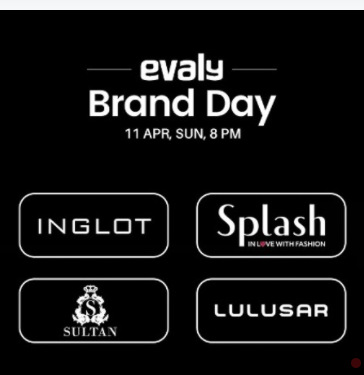 evaly
Brand Day
11 APR, SUN, 8 PM
INGLOT
Splash
IN LOVE WITH FASHION
S
SULTAN
LULUSAR